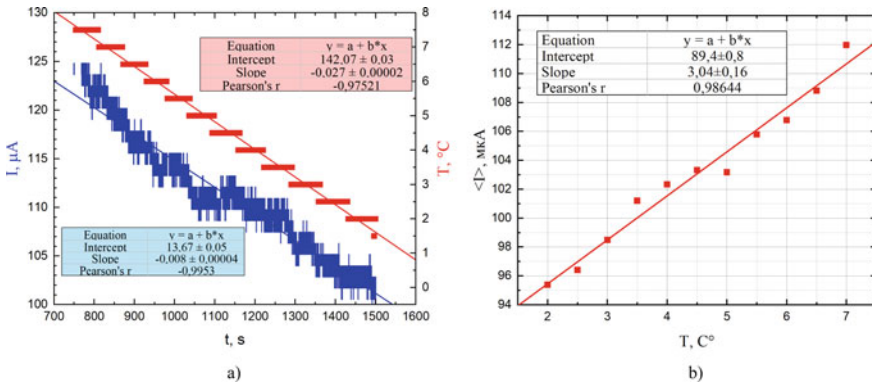 a)
130
125
120
115
110
105
100
I, µA
Equation y = a + b*x
Intercept 142,07 ± 0,03
Slope -0,027 ± 0,00002
Pearson's r -0,97521
Equation y = a + b*x
Intercept 13,67 ± 0,05
Slope -0,008 ± 0,00004
Pearson's r -0,9953
8
7
6
5
4
3
2
1
0
T, °C
700 800 900 1000 1100 1200 1300 1400 1500 1600
t, s
a)
114
112
110
108
106
104
102
100
98
96
94
<I>, мкА
Equation y = a + b*x
Intercept 89,4±0,8
Slope 3,04±0,16
Pearson's r 0,98644
2 3 4 5 6 7
T, C°
b)